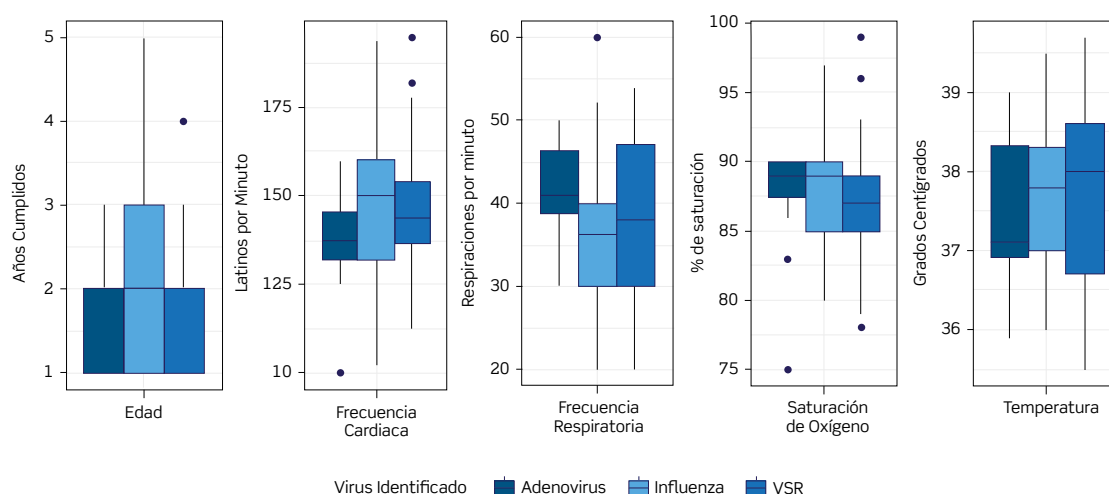 Años Cumplidos
5
4
3
2
1
Edad
Latinos por Minuto
175
150
125
10
Frecuencia
Cardiaca
Respiraciones por minuto
60
50
40
30
20
Frecuencia
Respiratoria
% de saturación
100
95
90
85
80
75
Saturación
de Oxígeno
Grados Centígrados
39
38
37
36
Temperatura
Virus Identificado Adenovirus Influenza VSR